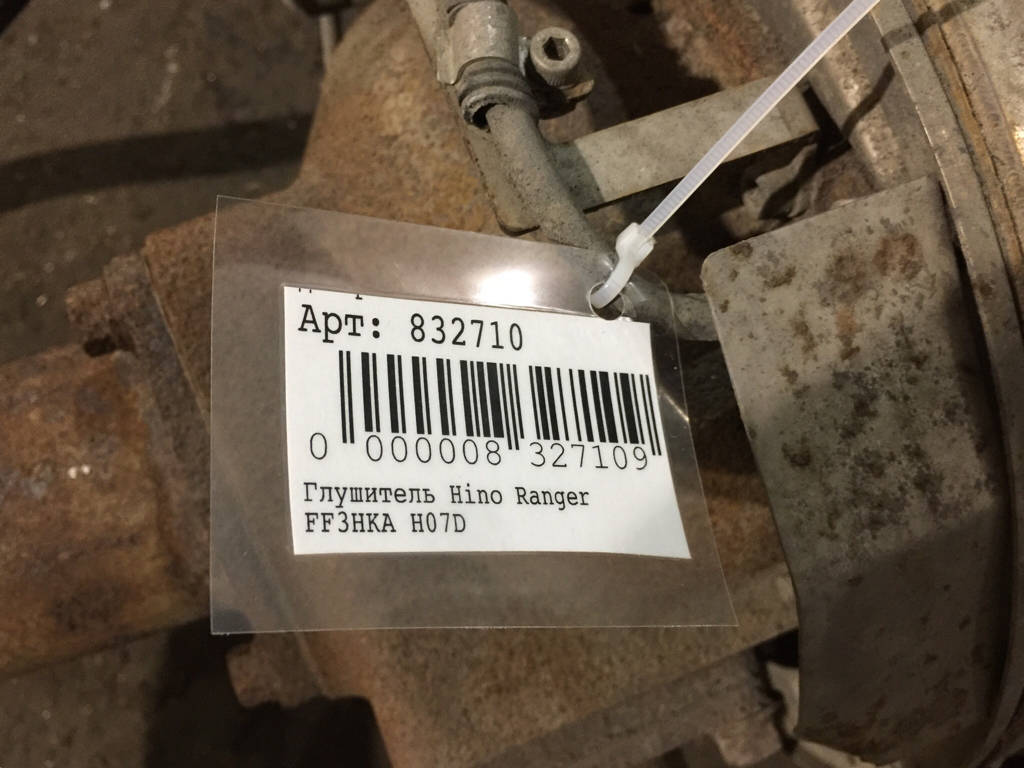 Арт: 832710
0 000008 327109
Глушитель Hino Ranger
FF3HKA H07D